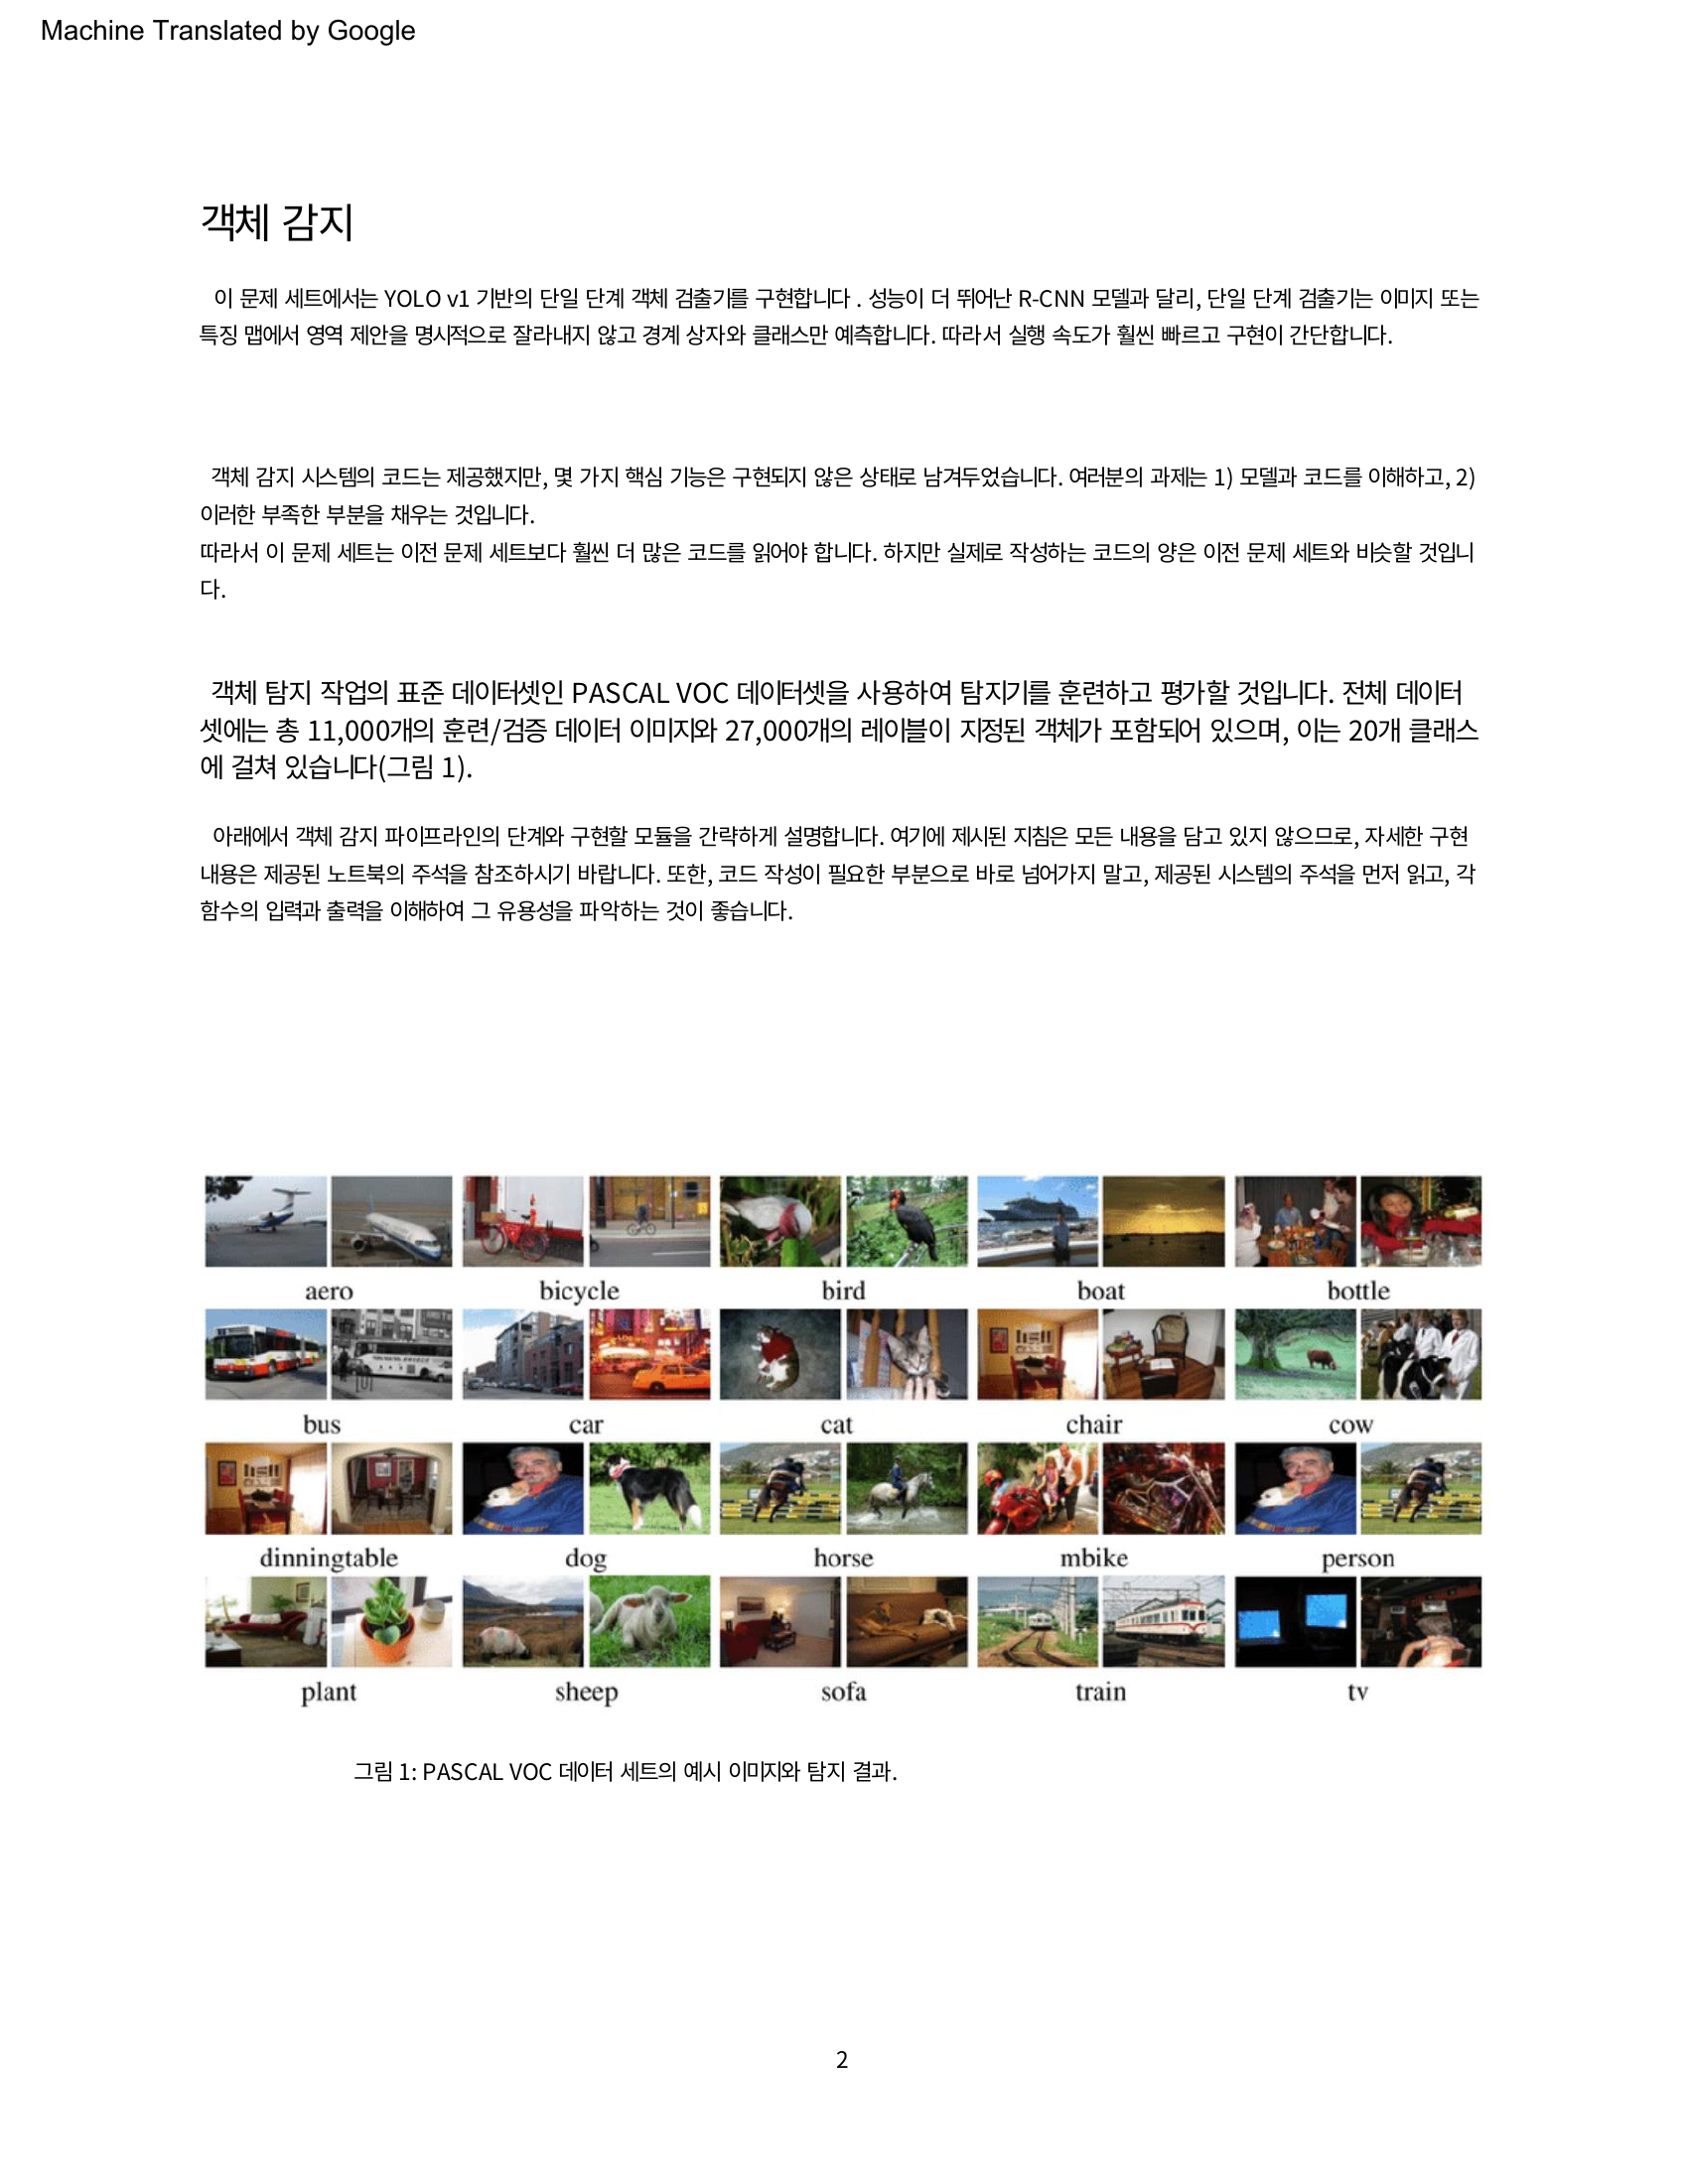 Machine Translated by Google
객체 감지
이 문제 세트에서는 YOLO v1 기반의 단일 단계 객체 검출기를 구현합니다 . 성능이 더 뛰어난 R-CNN 모델과 달리, 단일 단계 검출기는 이미지 또는
특징 맵에서 영역 제안을 명시적으로 잘라내지 않고 경계 상자와 클래스만 예측합니다. 따라서 실행 속도가 훨씬 빠르고 구현이 간단합니다.
객체 감지 시스템의 코드는 제공했지만, 몇 가지 핵심 기능은 구현되지 않은 상태로 남겨두었습니다. 여러분의 과제는 1) 모델과 코드를 이해하고, 2)
이러한 부족한 부분을 채우는 것입니다.
따라서 이 문제 세트는 이전 문제 세트보다 훨씬 더 많은 코드를 읽어야 합니다. 하지만 실제로 작성하는 코드의 양은 이전 문제 세트와 비슷할 것입니
다.
객체 탐지 작업의 표준 데이터셋인 PASCAL VOC 데이터셋을 사용하여 탐지기를 훈련하고 평가할 것입니다. 전체 데이터
셋에는 총 11,000개의 훈련/검증 데이터 이미지와 27,000개의 레이블이 지정된 객체가 포함되어 있으며, 이는 20개 클래스
에 걸쳐 있습니다(그림 1).
아래에서 객체 감지 파이프라인의 단계와 구현할 모듈을 간략하게 설명합니다. 여기에 제시된 지침은 모든 내용을 담고 있지 않으므로, 자세한 구현
내용은 제공된 노트북의 주석을 참조하시기 바랍니다. 또한, 코드 작성이 필요한 부분으로 바로 넘어가지 말고, 제공된 시스템의 주석을 먼저 읽고, 각
함수의 입력과 출력을 이해하여 그 유용성을 파악하는 것이 좋습니다.
aero bicycle bird boat bottle
bus car cat chair cow
dinningtable dog horse mbike person
plant sheep sofa train tv
그림 1: PASCAL VOC 데이터 세트의 예시 이미지와 탐지 결과.
2